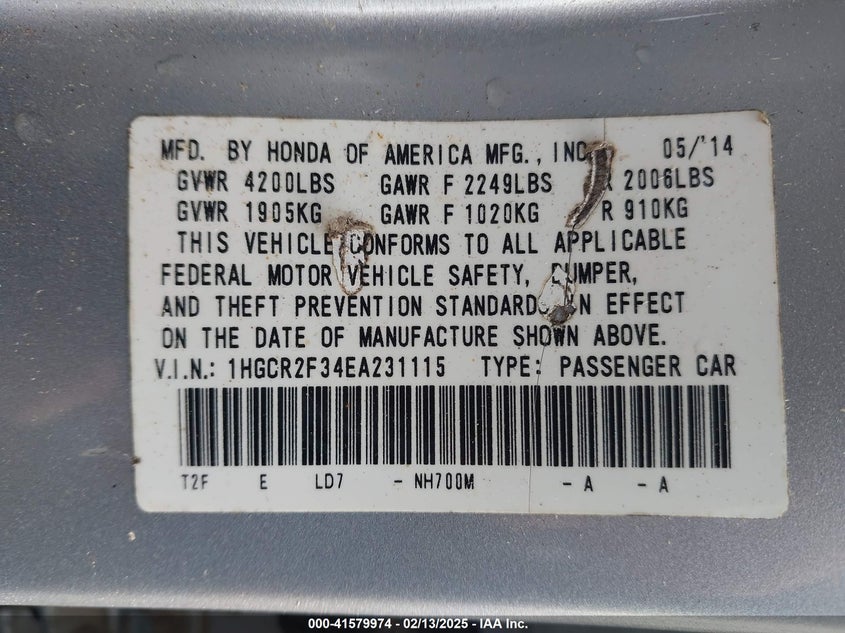 MFD. BY HONDA OF AMERICA MFG., INC. 05/'14
GVWR 4200LBS GAWR F 2249LBS R 2006LBS
GVWR 1905KG GAWR F 1020KG R 910KG
THIS VEHICLE CONFORMS TO ALL APPLICABLE
FEDERAL MOTOR VEHICLE SAFETY, BUMPER,
AND THEFT PREVENTION STANDARDS IN EFFECT
ON THE DATE OF MANUFACTURE SHOWN ABOVE.
V.I.N.: 1HGCR2F34EA231115 TYPE: PASSENGER CAR
T2F E LD7 - NH700M - A - A
000-41579974 - 02/13/2025 - IAA Inc.